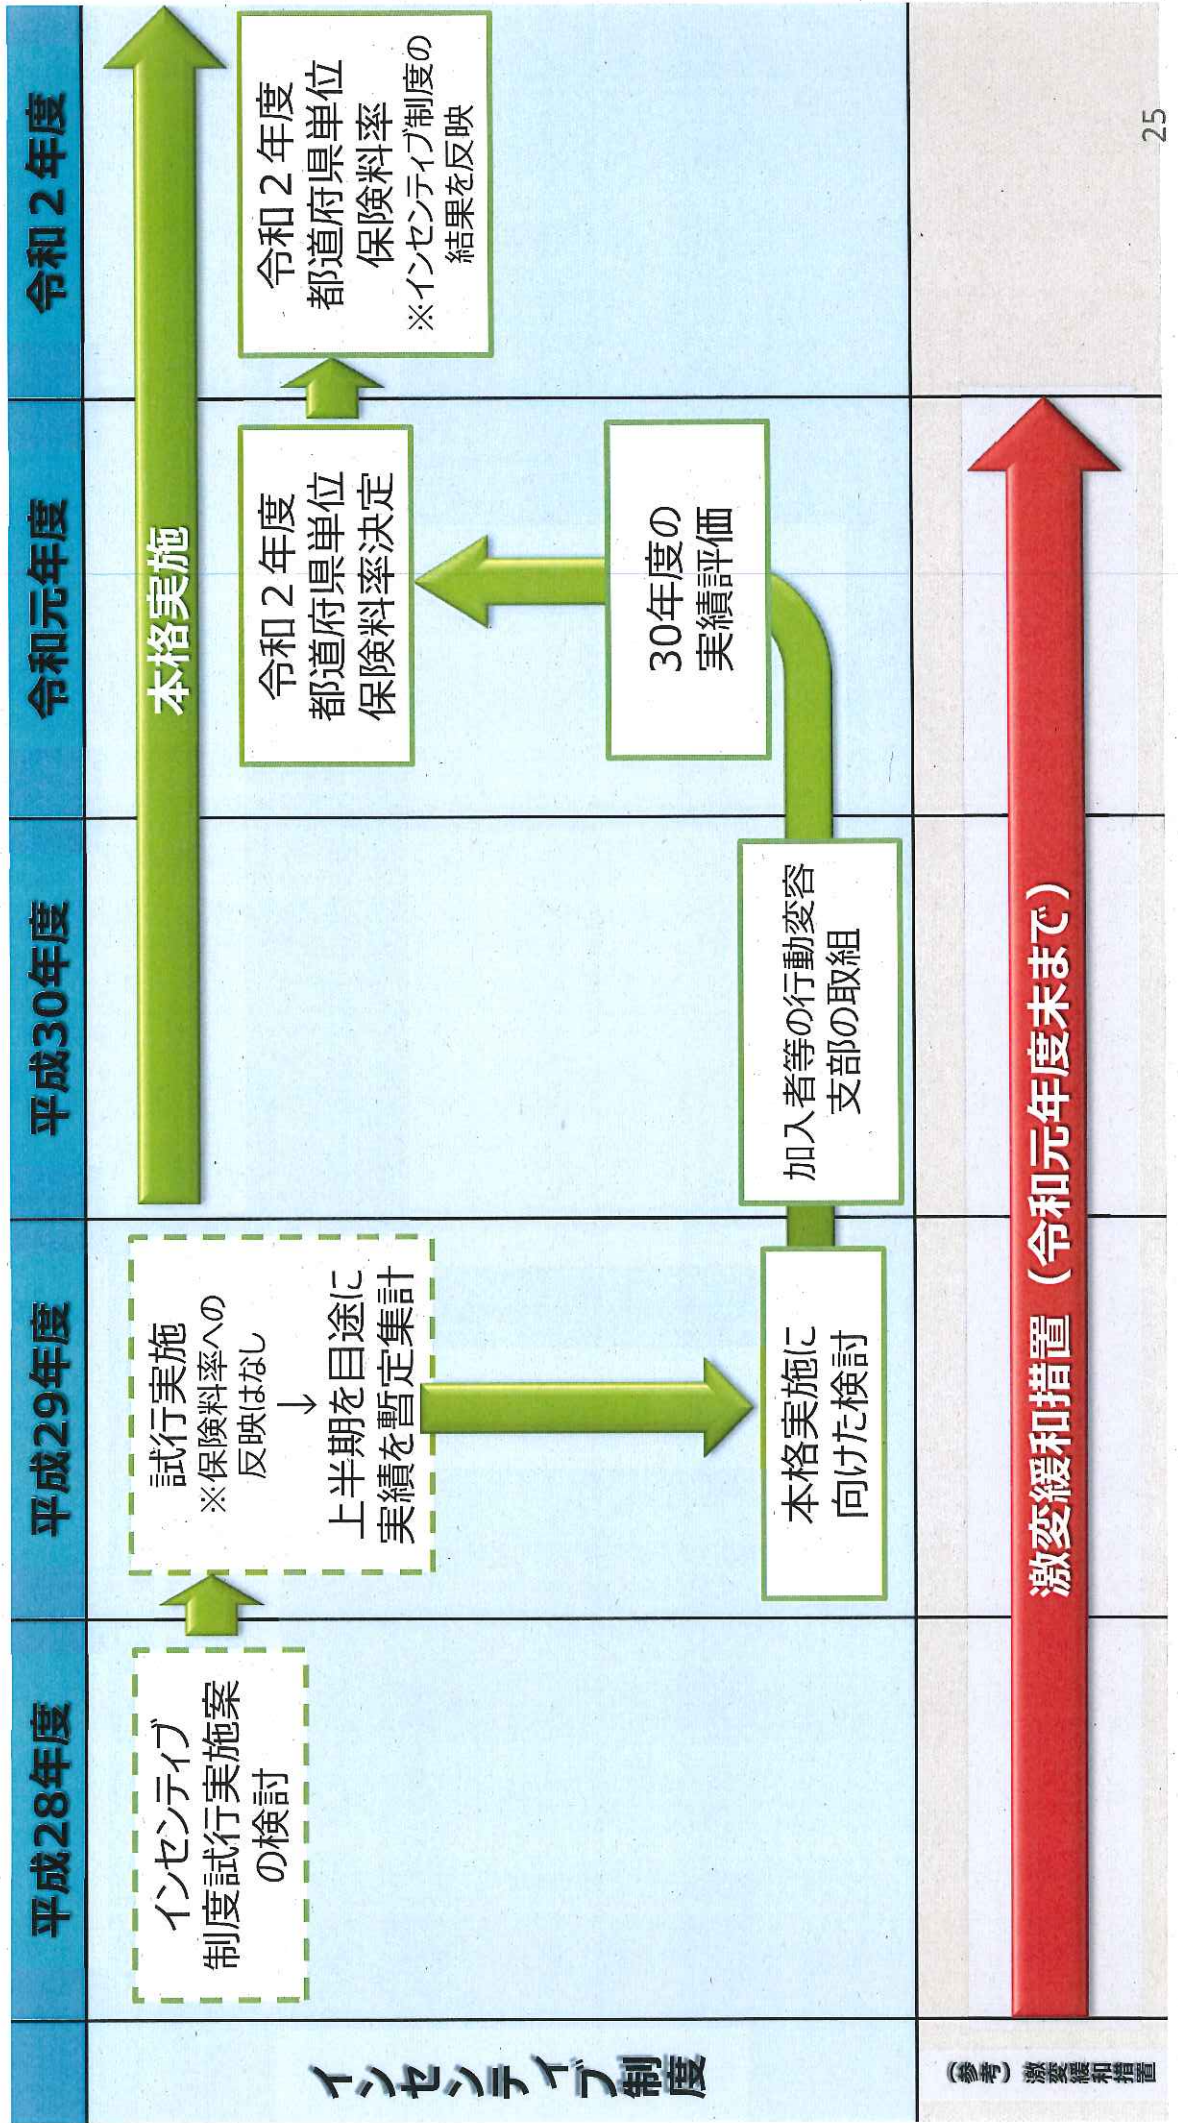 平成28年度
平成29年度
平成30年度
令和元年度
令和２年度
インセンティブ制度
インセンティブ
制度試行実施案
の検討
試行実施
※保険料率への
反映はなし
↓
上半期を目途に
実績を暫定集計
本格実施に
向けた検討
本格実施
加入者等の行動変容
支部の取組
30年度の
実績評価
令和２年度
都道府県単位
保険料率決定
令和２年度
都道府県単位
保険料率
※インセンティブ制度の
結果を反映
（参考）激変緩和措置
激変緩和措置（令和元年度末まで）
25